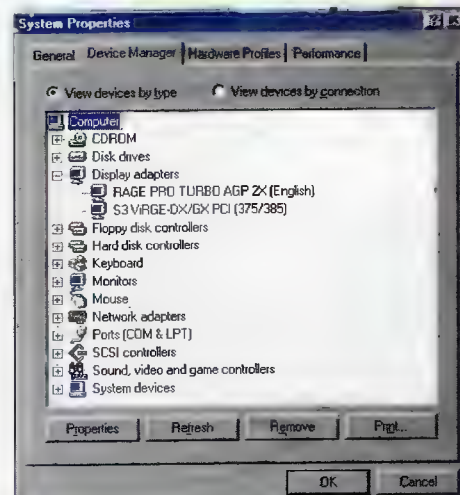 System Properties
General Device Manager Hardware Profiles Performance
View devices by type View devices by connection
Computer
CDROM
Disk drives
Display adapters
RAGE PRO TURBO AGP 2X (English)
S3 ViRGE-DX/GX PCI (375/385)
Floppy disk controllers
Hard disk controllers
Keyboard
Monitors
Mouse
Network adapters
Ports (COM & LPT)
SCSI controllers
Sound, video and game controllers
System devices
Properties Refresh Remove Print...
OK Cancel